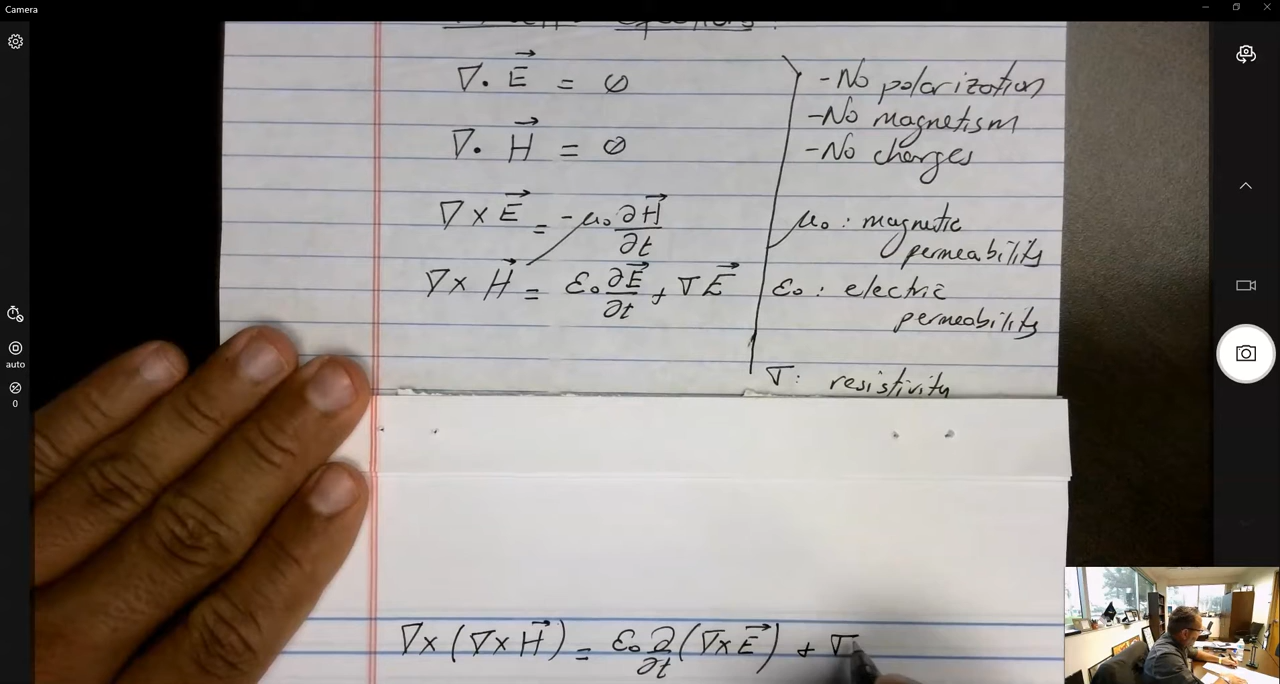 Camera
∇· E⃗ = 0
∇· H⃗ = 0
∇ × E⃗ = -μ₀ ∂H⃗/∂t
∇ × H⃗ = ε₀ ∂E⃗/∂t + σE⃗
-No polarization
-No magnetism
-No charges
μ₀ : magnetic
permeability
ε₀ : electric
permeability
σ: resistivity
auto
0
∇ × (∇ × H⃗) = ε₀ ∂/∂t (∇ × E⃗) + σ